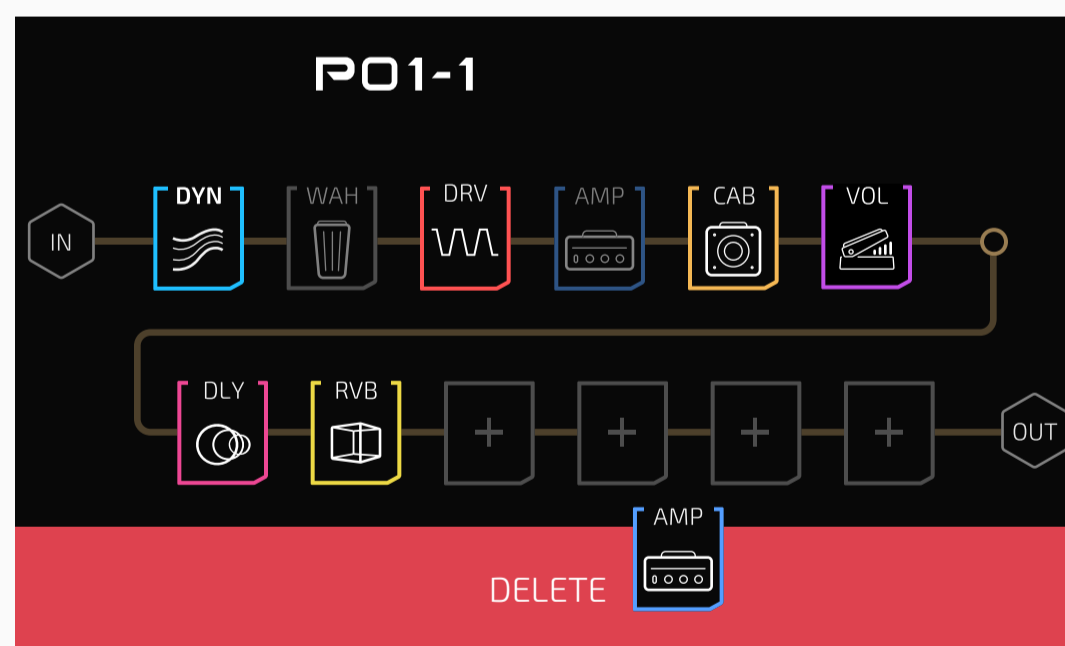 P01-1
IN DYN WAH DRV AMP CAB VOL
DLY RVB + + + + OUT
AMP
DELETE